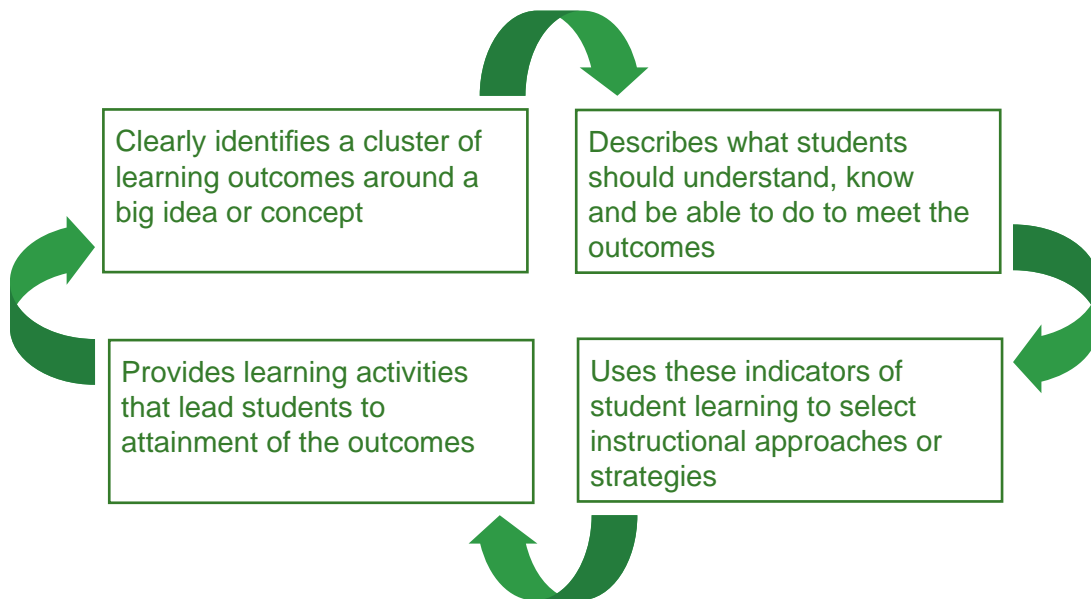 Clearly identifies a cluster of
learning outcomes around a
big idea or concept
Describes what students
should understand, know
and be able to do to meet the
outcomes
Provides learning activities
that lead students to
attainment of the outcomes
Uses these indicators of
student learning to select
instructional approaches or
strategies